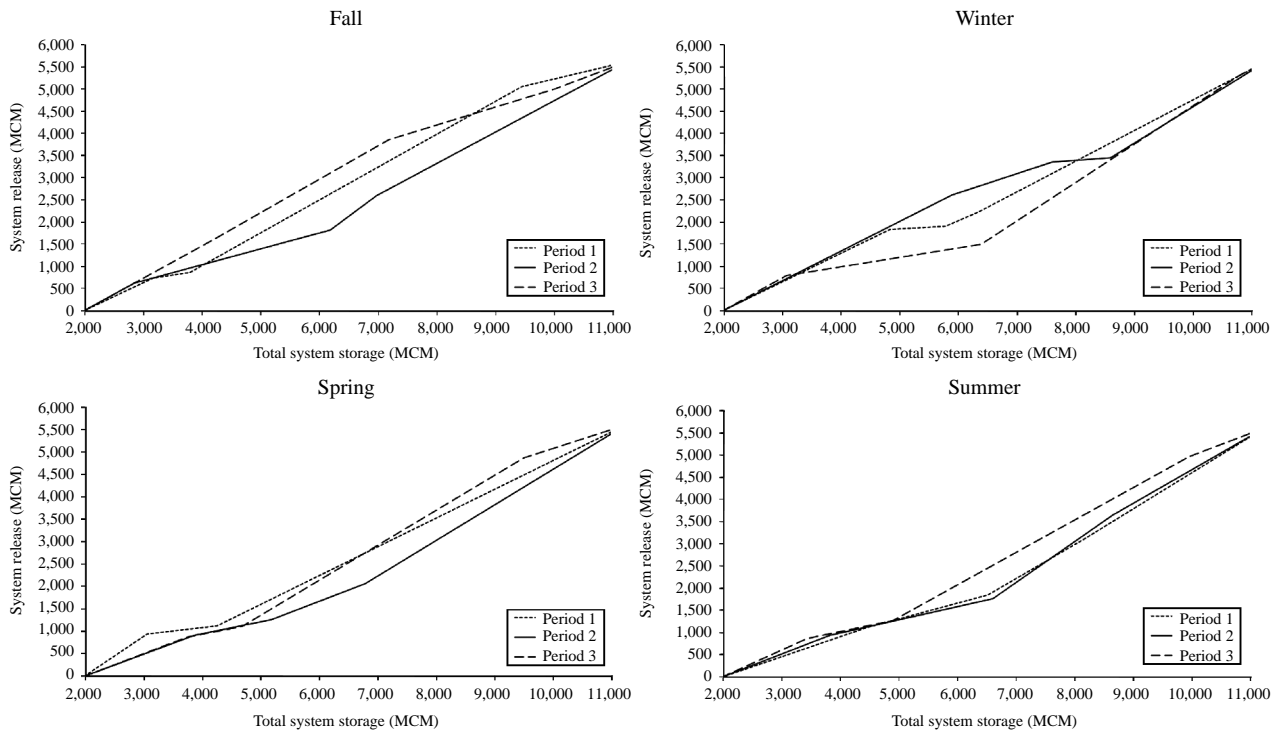 Fall
System release (MCM)
6,000
5,500
5,000
4,500
4,000
3,500
3,000
2,500
2,000
1,500
1,000
500
0
Period 1
Period 2
Period 3
2,000 3,000 4,000 5,000 6,000 7,000 8,000 9,000 10,000 11,000
Total system storage (MCM)
Winter
System release (MCM)
6,000
5,500
5,000
4,500
4,000
3,500
3,000
2,500
2,000
1,500
1,000
500
0
Period 1
Period 2
Period 3
2,000 3,000 4,000 5,000 6,000 7,000 8,000 9,000 10,000 11,000
Total system storage (MCM)
Spring
System release (MCM)
6,000
5,500
5,000
4,500
4,000
3,500
3,000
2,500
2,000
1,500
1,000
500
0
Period 1
Period 2
Period 3
2,000 3,000 4,000 5,000 6,000 7,000 8,000 9,000 10,000 11,000
Total system storage (MCM)
Summer
System release (MCM)
6,000
5,500
5,000
4,500
4,000
3,500
3,000
2,500
2,000
1,500
1,000
500
0
Period 1
Period 2
Period 3
2,000 3,000 4,000 5,000 6,000 7,000 8,000 9,000 10,000 11,000
Total system storage (MCM)